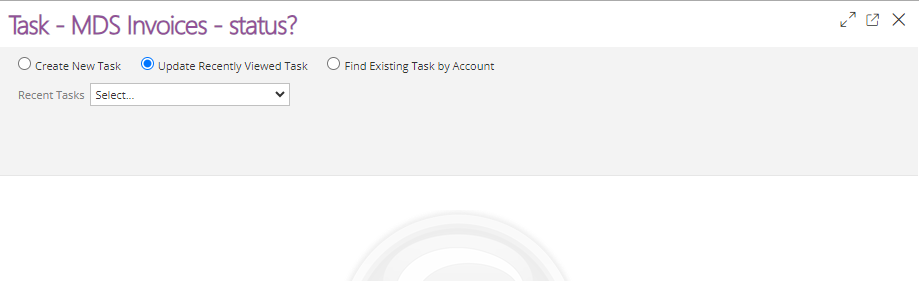 Task - MDS Invoices - status?
Create New Task Update Recently Viewed Task Find Existing Task by Account
Recent Tasks Select...